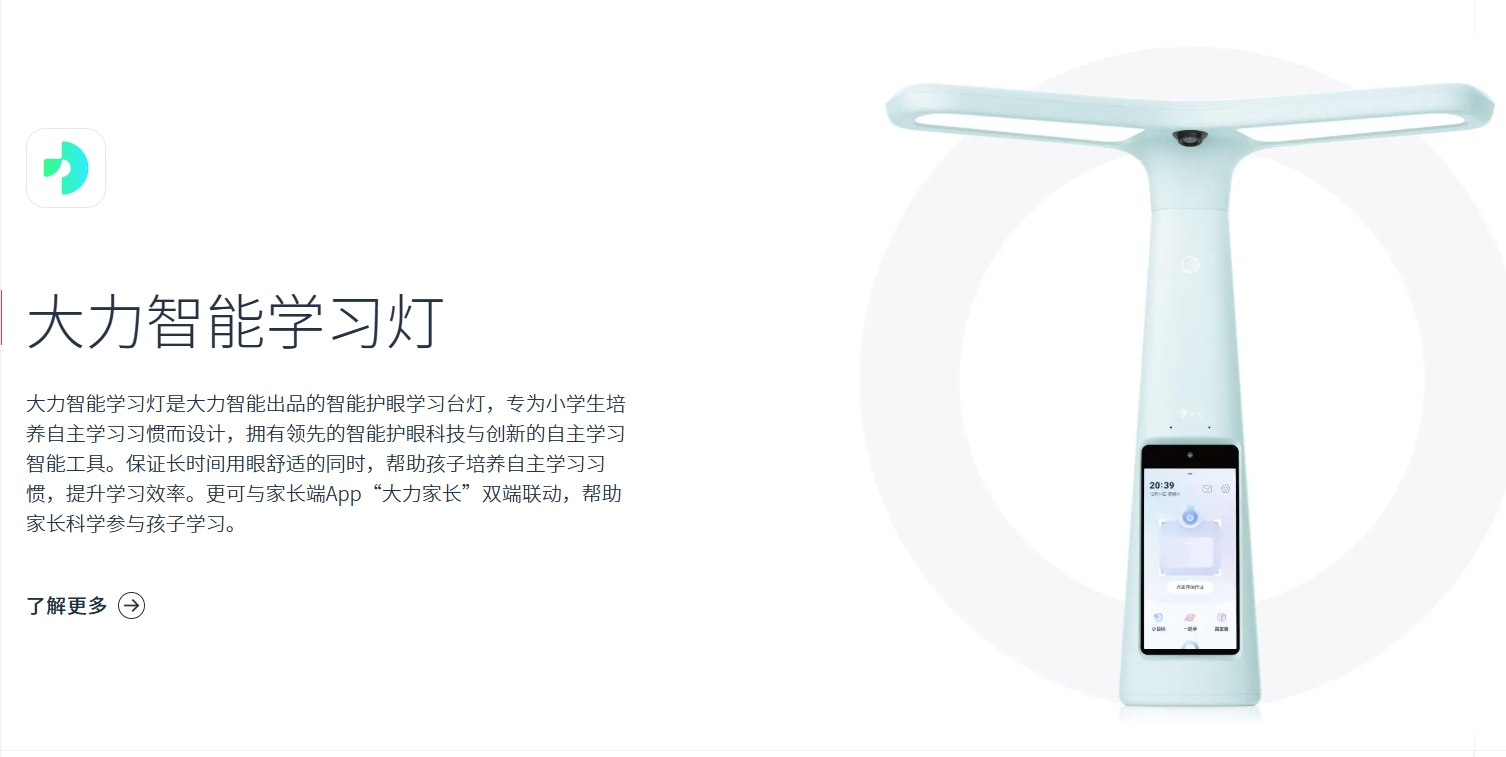 大力智能学习灯
大力智能学习灯是大力智能出品的智能护眼学习台灯，专为小学生培
养自主学习习惯而设计，拥有领先的智能护眼科技与创新的自主学习
智能工具。保证长时间用眼舒适的同时，帮助孩子培养自主学习习
惯，提升学习效率。更可与家长端App“大力家长”双端联动，帮助
家长科学参与孩子学习。
了解更多
20:39